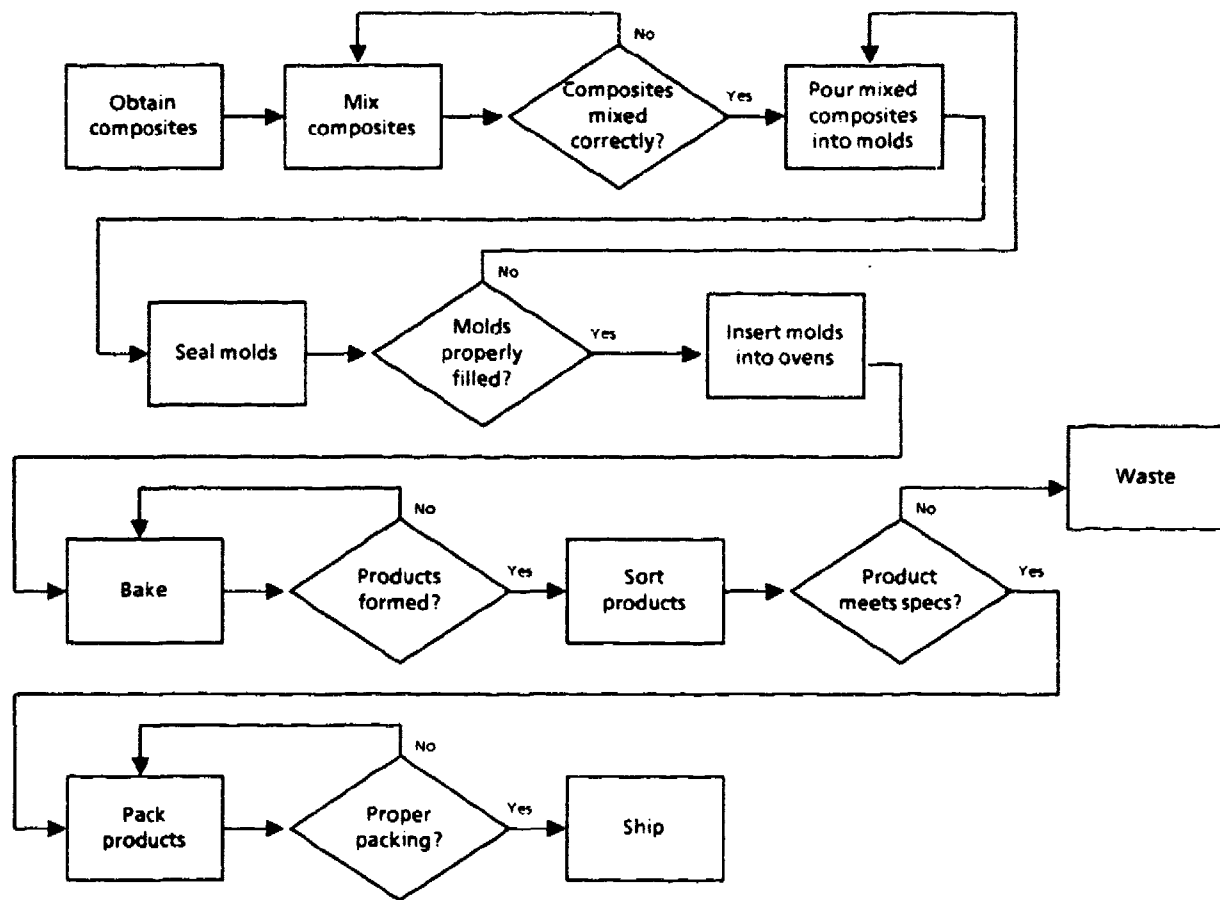 No
Obtain
composites
Mix
composites
Composites
mixed
correctly?
Yes
Pour mixed
composites
into molds
No
Seal molds
Molds
properly
filled?
Yes
Insert molds
into ovens
Waste
No
No
Bake
Products
formed?
Yes
Sort
products
Product
meets specs?
Yes
No
Pack
products
Proper
packing?
Yes
Ship